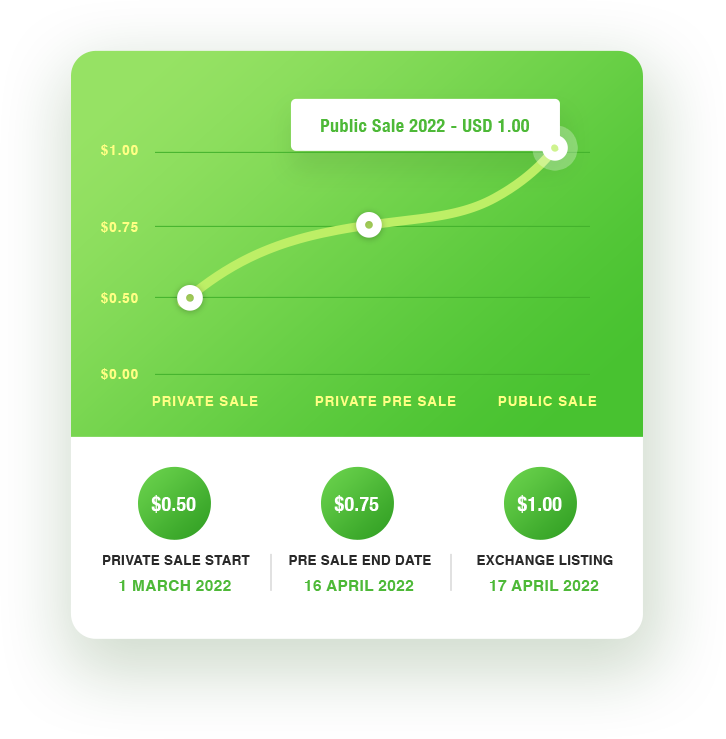 Public Sale 2022 - USD 1.00
$1.00
$0.75
$0.50
$0.00
PRIVATE SALE
PRIVATE PRE SALE
PUBLIC SALE
$0.50
$0.75
$1.00
PRIVATE SALE START
PRE SALE END DATE
EXCHANGE LISTING
1 MARCH 2022
16 APRIL 2022
17 APRIL 2022